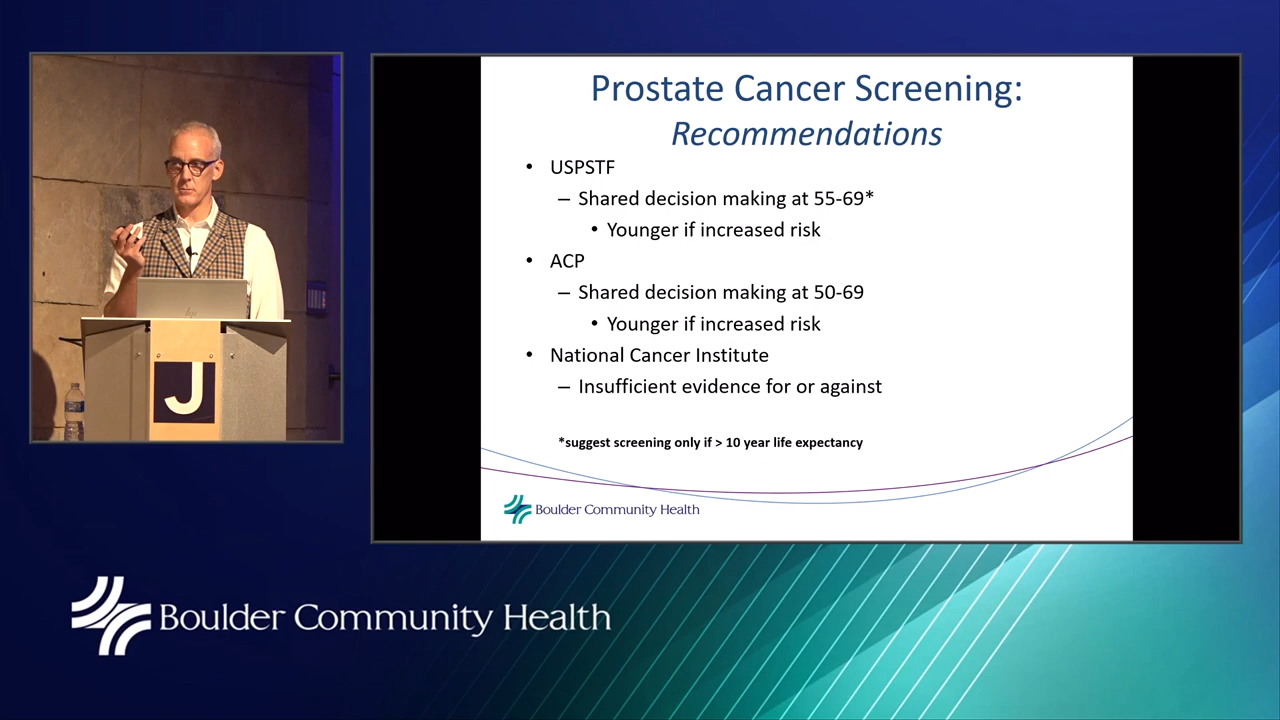 Prostate Cancer Screening:
Recommendations
• USPSTF
– Shared decision making at 55-69*
• Younger if increased risk
• ACP
– Shared decision making at 50-69
• Younger if increased risk
• National Cancer Institute
– Insufficient evidence for or against
*suggest screening only if > 10 year life expectancy
Boulder Community Health
hp
J
Boulder Community Health